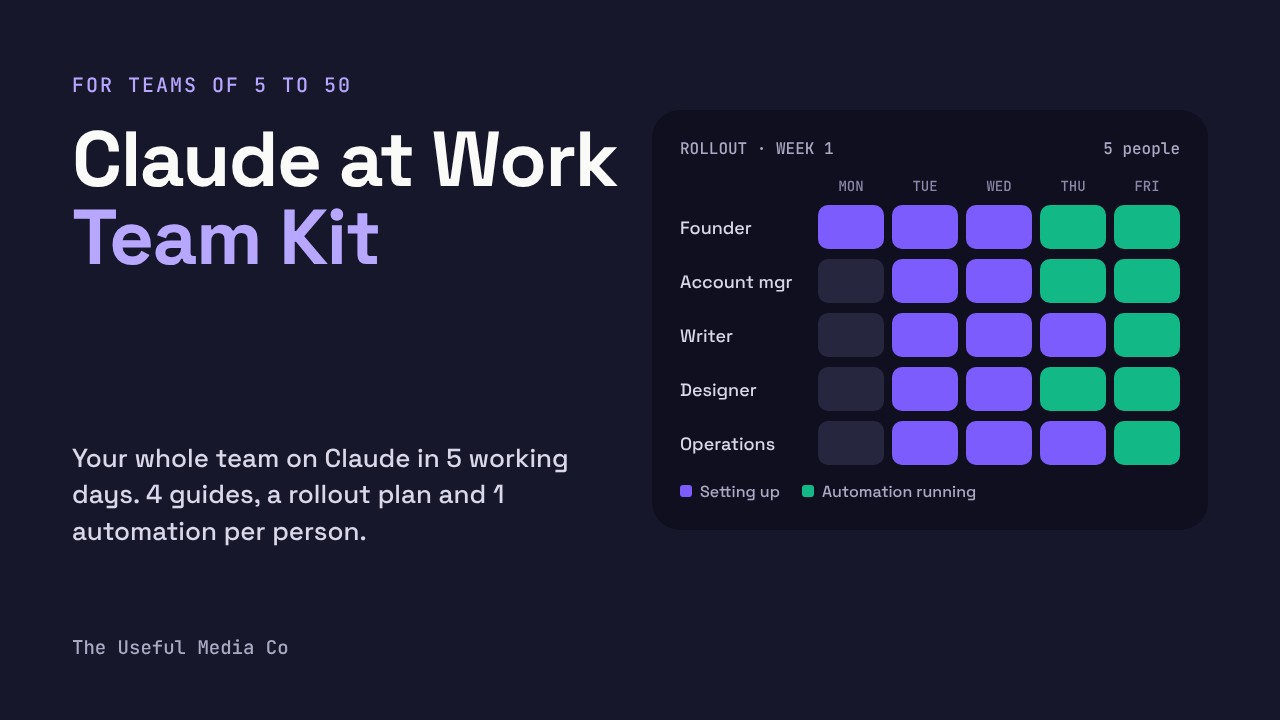 FOR TEAMS OF 5 TO 50
Claude at Work
Team Kit
Your whole team on Claude in 5 working
days. 4 guides, a rollout plan and 1
automation per person.
The Useful Media Co
ROLLOUT · WEEK 1
5 people
MON TUE WED THU FRI
Founder
Account mgr
Writer
Designer
Operations
Setting up
Automation running